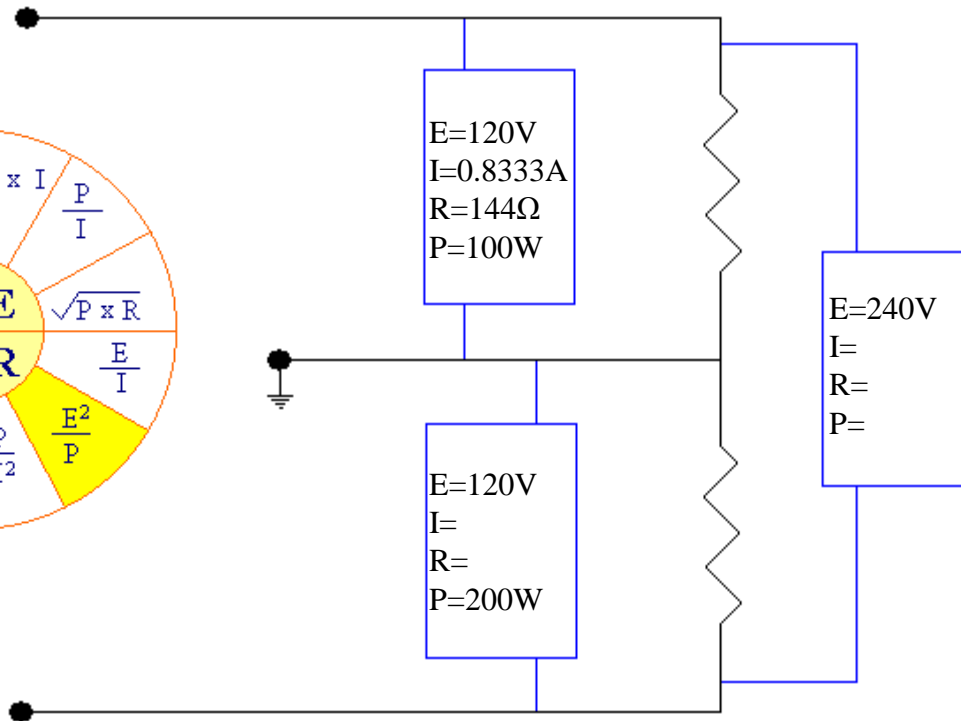 x I
P
I
√P x R
E
R
E
I
E²
P
E=120V
I=0.8333A
R=144Ω
P=100W
E=240V
I=
R=
P=
E=120V
I=
R=
P=200W